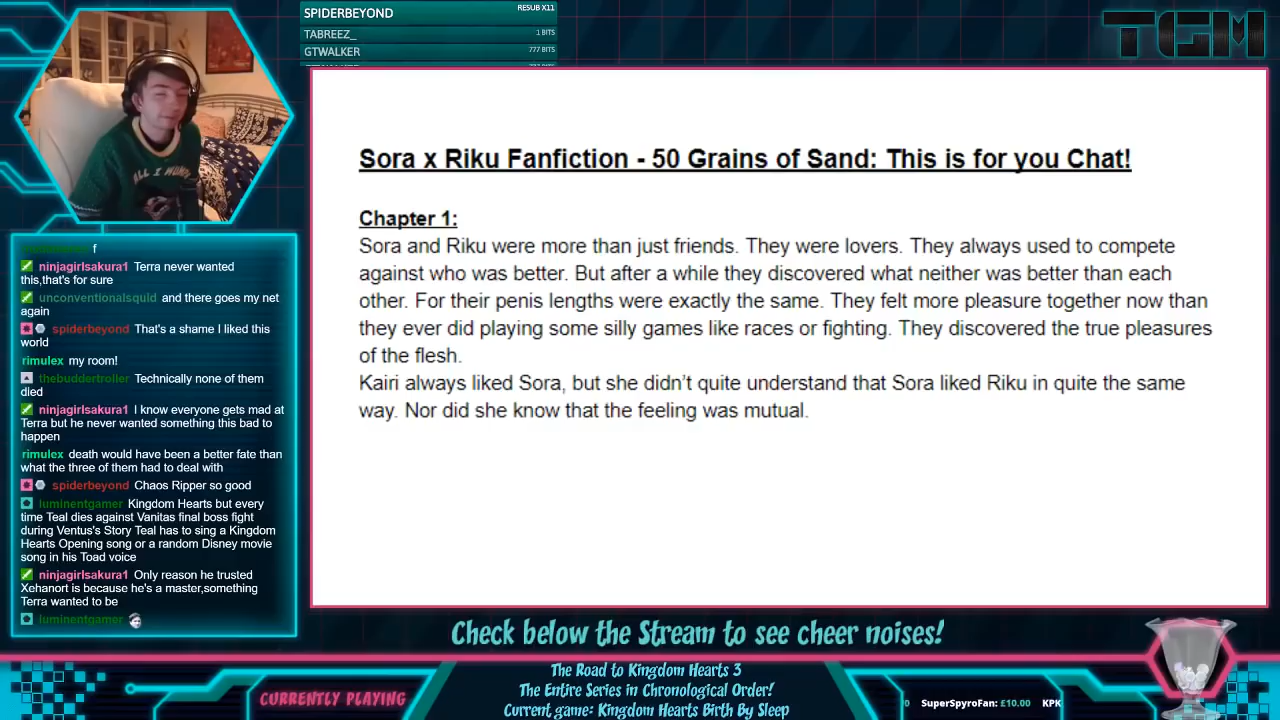 SPIDERBEYOND RESUB X11
TABREEZ_ 1 BITS
GTWALKER 777 BITS
TGM
ALL I
Sora x Riku Fanfiction - 50 Grains of Sand: This is for you Chat!
Chapter 1:
Sora and Riku were more than just friends. They were lovers. They always used to compete
against who was better. But after a while they discovered what neither was better than each
other. For their penis lengths were exactly the same. They felt more pleasure together now than
they ever did playing some silly games like races or fighting. They discovered the true pleasures
of the flesh.
Kairi always liked Sora, but she didn't quite understand that Sora liked Riku in quite the same
way. Nor did she know that the feeling was mutual.
f
ninjagirlsakura1 Terra never wanted
this,that's for sure
unconventionalsquid and there goes my net
again
spiderbeyond That's a shame I liked this
world
rimulex my room!
thebuddertroller Technically none of them
died
ninjagirlsakura1 I know everyone gets mad at
Terra but he never wanted something this bad to
happen
rimulex death would have been a better fate than
what the three of them had to deal with
spiderbeyond Chaos Ripper so good
luminentgamer Kingdom Hearts but every
time Teal dies against Vanitas final boss fight
during Ventus's Story Teal has to sing a Kingdom
Hearts Opening song or a random Disney movie
song in his Toad voice
ninjagirlsakura1 Only reason he trusted
Xehanort is because he's a master,something
Terra wanted to be
luminentgamer
Check below the Stream to see cheer noises!
CURRENTLY PLAYING
The Road to Kingdom Hearts 3
The Entire Series in Chronological Order!
Current game: Kingdom Hearts Birth By Sleep
0 SuperSpyroFan: £10.00 KPK